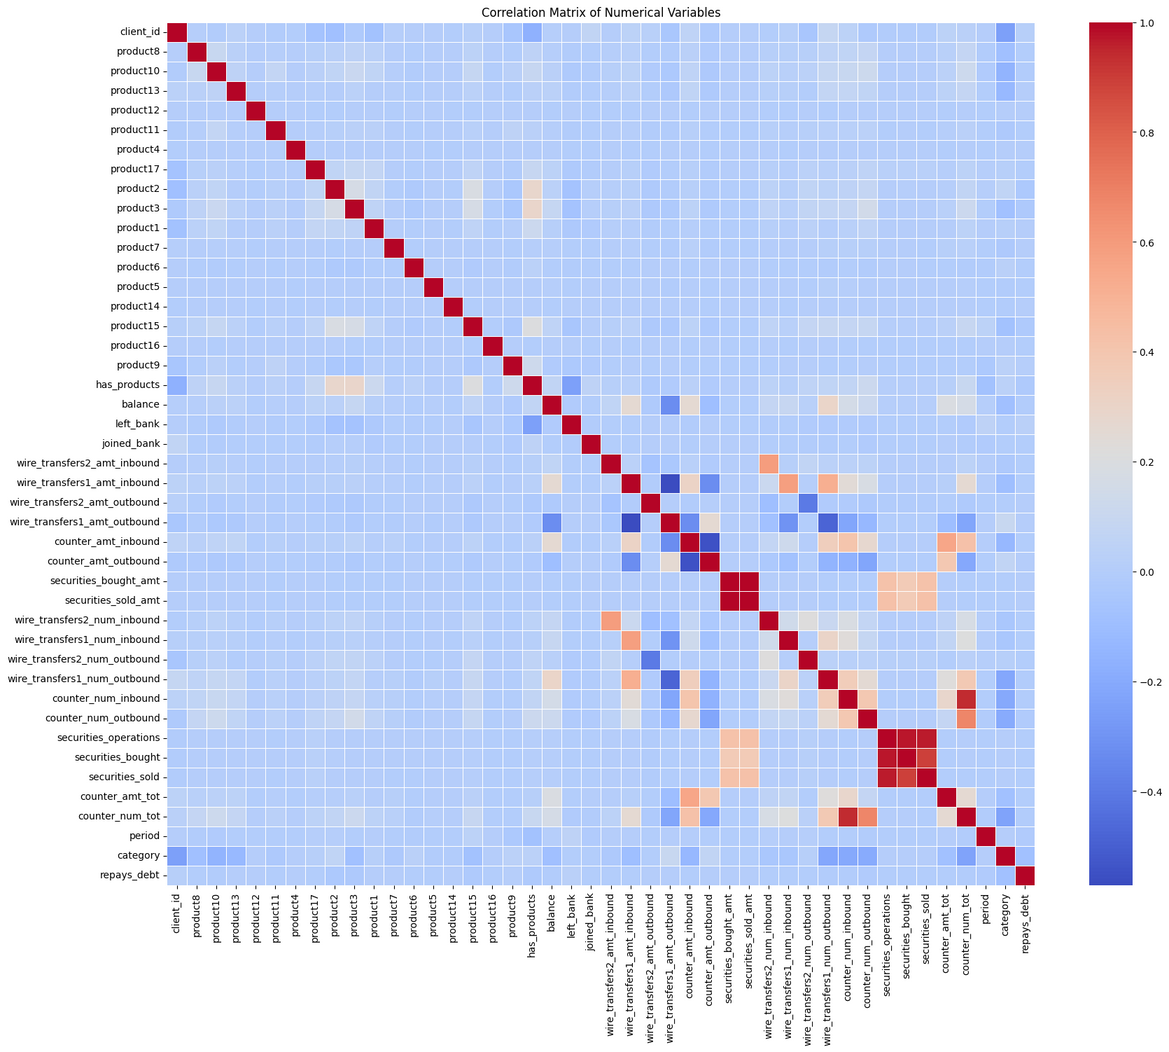 Correlation Matrix of Numerical Variables
client_id
product8
product10
product13
product12
product11
product4
product17
product2
product3
product1
product7
product6
product5
product14
product15
product16
product9
has_products
balance
left_bank
joined_bank
wire_transfers2_amt_inbound
wire_transfers1_amt_inbound
wire_transfers2_amt_outbound
wire_transfers1_amt_outbound
counter_amt_inbound
counter_amt_outbound
securities_bought_amt
securities_sold_amt
wire_transfers2_num_inbound
wire_transfers1_num_inbound
wire_transfers2_num_outbound
wire_transfers1_num_outbound
counter_num_inbound
counter_num_outbound
securities_operations
securities_bought
securities_sold
counter_amt_tot
counter_num_tot
period
category
repays_debt
client_id
product8
product10
product13
product12
product11
product4
product17
product2
product3
product1
product7
product6
product5
product14
product15
product16
product9
has_products
balance
left_bank
joined_bank
wire_transfers2_amt_inbound
wire_transfers1_amt_inbound
wire_transfers2_amt_outbound
wire_transfers1_amt_outbound
counter_amt_inbound
counter_amt_outbound
securities_bought_amt
securities_sold_amt
wire_transfers2_num_inbound
wire_transfers1_num_inbound
wire_transfers2_num_outbound
wire_transfers1_num_outbound
counter_num_inbound
counter_num_outbound
securities_operations
securities_bought
securities_sold
counter_amt_tot
counter_num_tot
period
category
repays_debt
1.0
0.8
0.6
0.4
0.2
0.0
−0.2
−0.4